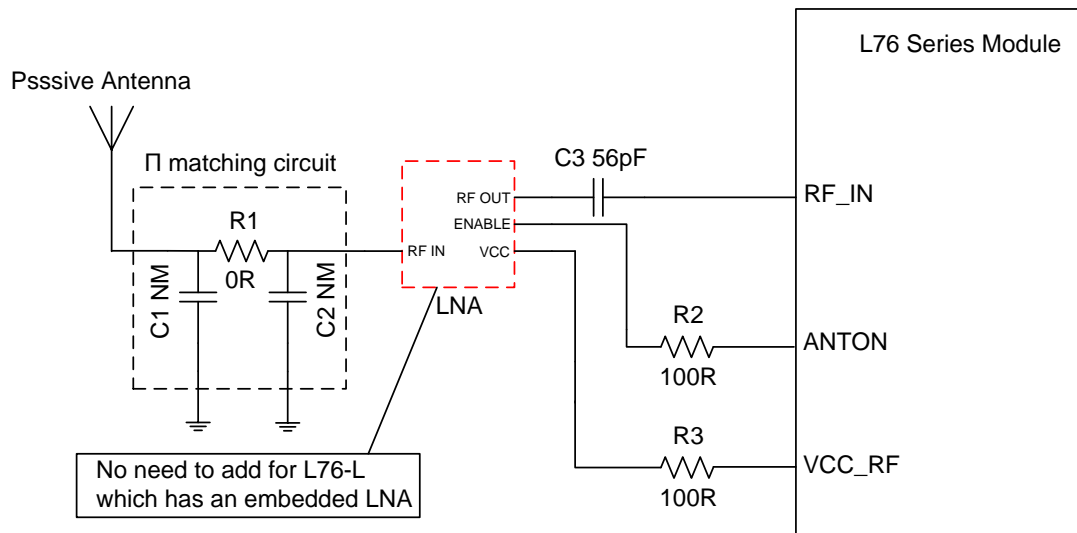 L76 Series Module
Psssive Antenna
Π matching circuit
C3 56pF
RF OUT
RF_IN
R1
ENABLE
RF IN
VCC
0R
C1 NM
C2 NM
LNA
R2
ANTON
100R
R3
No need to add for L76-L
which has an embedded LNA
VCC_RF
100R